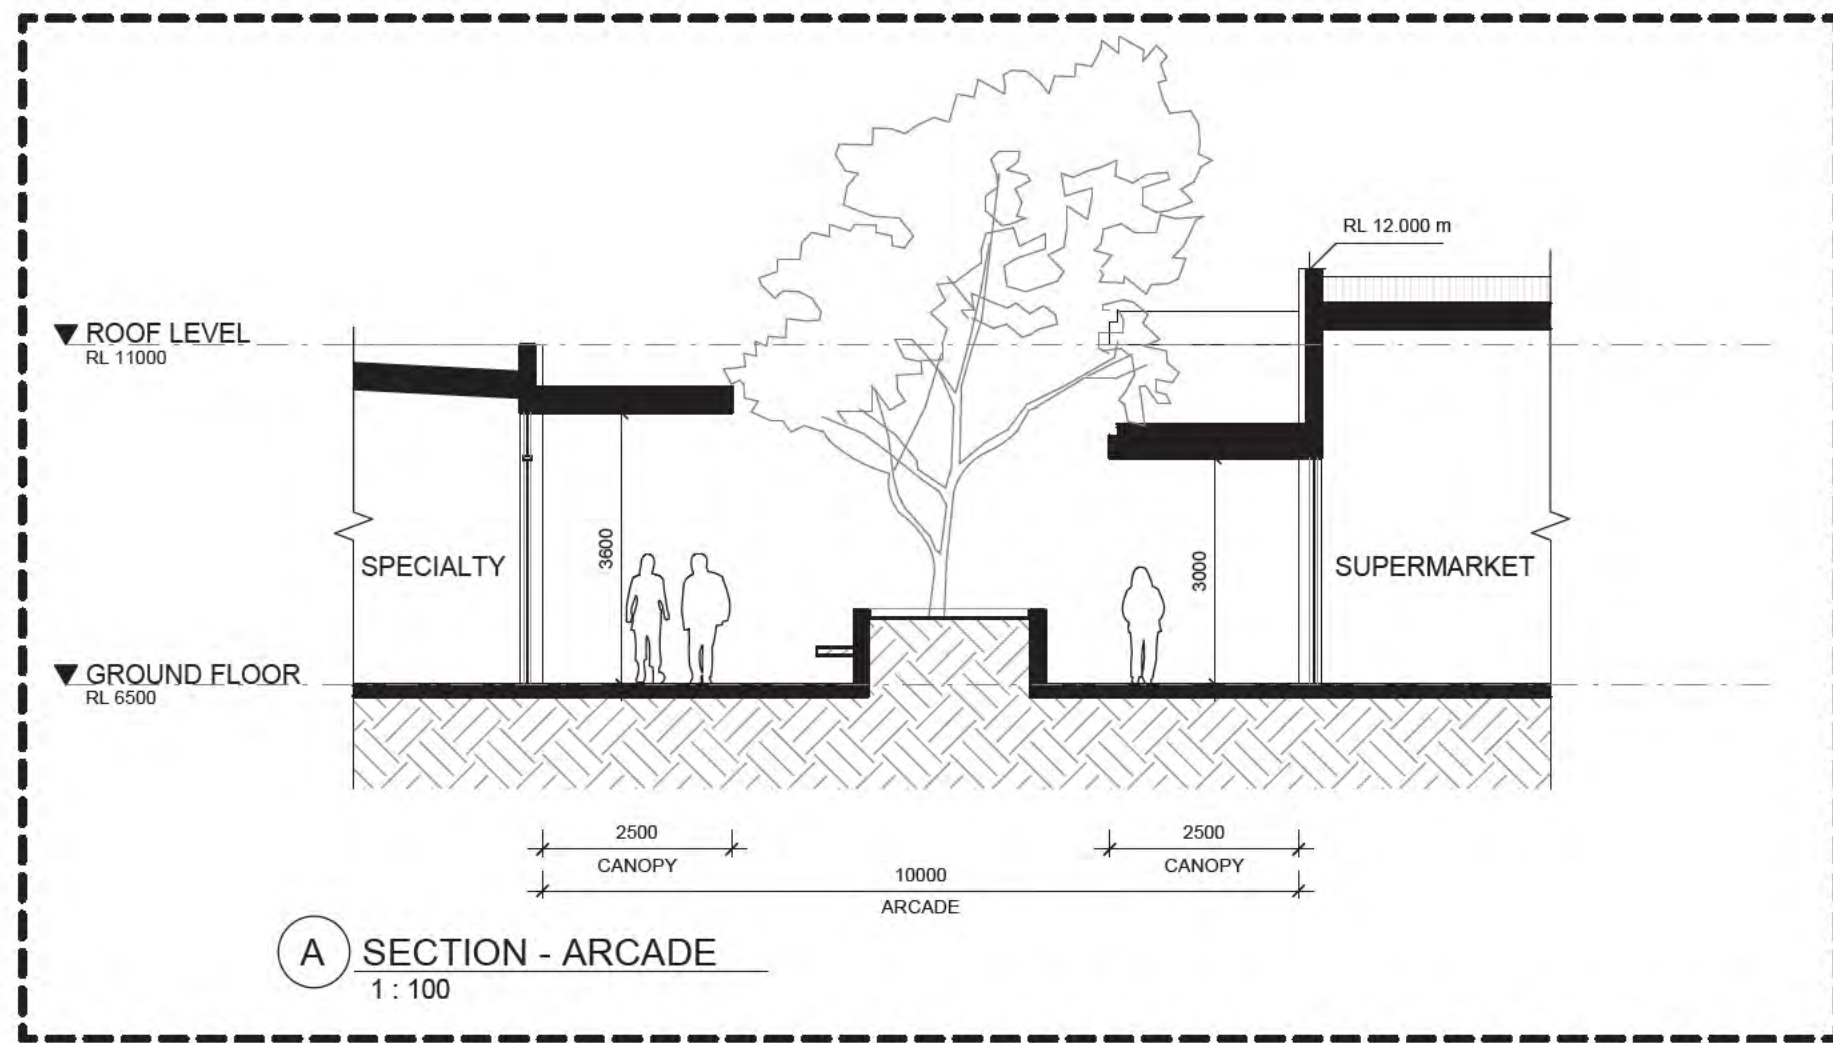 RL 12.000 m
ROOF LEVEL
RL 11000
3600
3000
SPECIALTY
SUPERMARKET
GROUND FLOOR
RL 6500
2500
CANOPY
2500
CANOPY
10000
ARCADE
A
SECTION - ARCADE
1 : 100